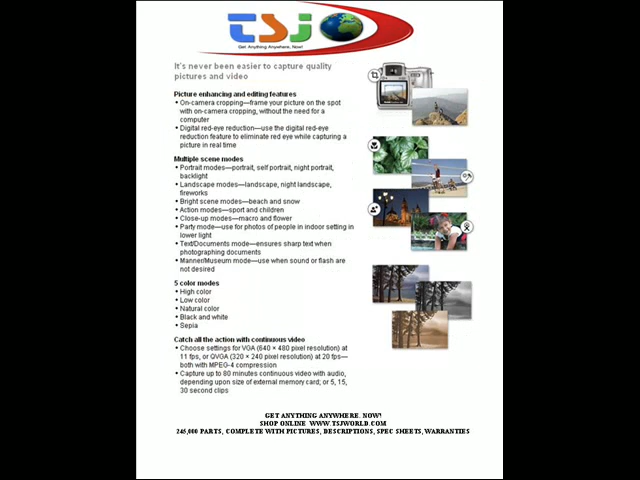 TSJ
Get Anything Anywhere, Now!
It's never been easier to capture quality
pictures and video
Picture enhancing and editing features
• On-camera cropping—frame your picture on the spot
with on-camera cropping, without the need for a
computer
• Digital red-eye reduction—use the digital red-eye
reduction feature to eliminate red eye while capturing a
picture in real time
Multiple scene modes
• Portrait modes—portrait, self portrait, night portrait,
backlight
• Landscape modes—landscape, night landscape,
fireworks
• Bright scene modes—beach and snow
• Action modes—sport and children
• Close-up modes—macro and flower
• Party mode—use for photos of people in indoor setting in
lower light
• Text/Documents mode—ensures sharp text when
photographing documents
• Manner/Museum mode—use when sound or flash are
not desired
5 color modes
• High color
• Low color
• Natural color
• Black and white
• Sepia
Catch all the action with continuous video
• Choose settings for VGA (640 × 480 pixel resolution) at
11 fps, or QVGA (320 × 240 pixel resolution) at 20 fps—
both with MPEG-4 compression
• Capture up to 80 minutes continuous video with audio,
depending upon size of external memory card; or 5, 15,
30 second clips
GET ANYTHING ANYWHERE. NOW!
SHOP ONLINE WWW.TSJWORLD.COM
245,000 PARTS, COMPLETE WITH PICTURES, DESCRIPTIONS, SPEC SHEETS, WARRANTIES